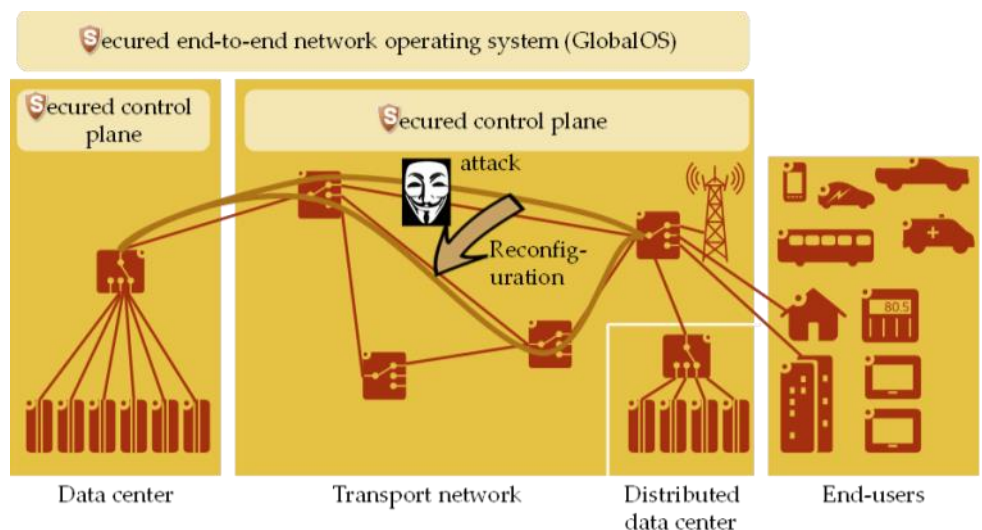 Secured end-to-end network operating system (GlobalOS)
Secured control
plane
Secured control plane
attack
Reconfig-
uration
80.5
Data center
Transport network
Distributed
data center
End-users